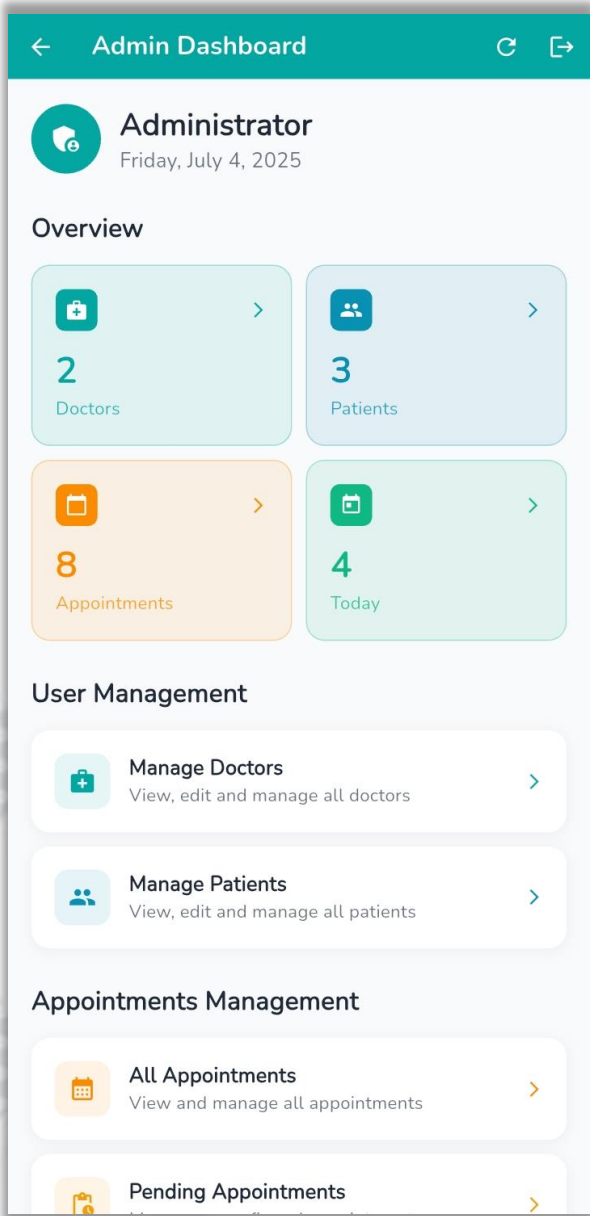 Admin Dashboard
Administrator
Friday, July 4, 2025
Overview
2
Doctors
3
Patients
8
Appointments
4
Today
User Management
Manage Doctors
View, edit and manage all doctors
Manage Patients
View, edit and manage all patients
Appointments Management
All Appointments
View and manage all appointments
Pending Appointments